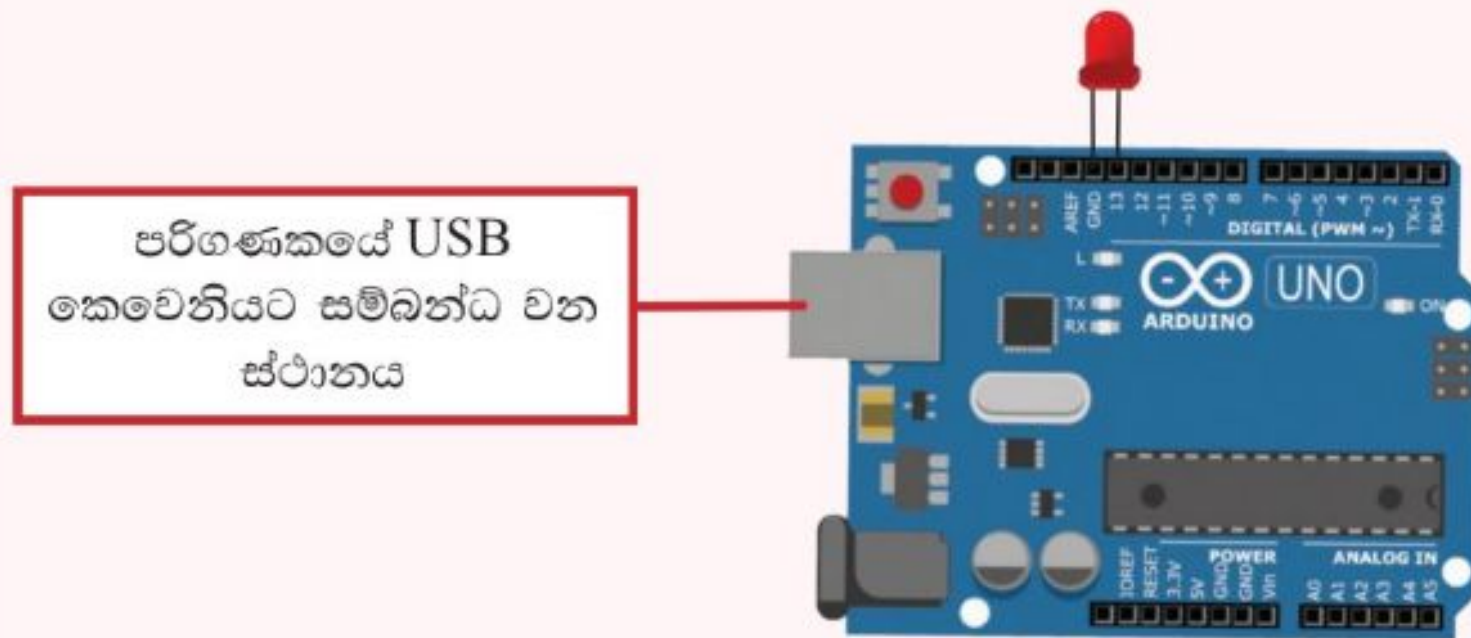 පරිගණකයේ USB
කෙවෙනියට සම්බන්ධ වන
ස්ථානය
AREF
GND
13
12
~11
~10
~9
8
7
~6
~5
4
~3
2
TX-1
RX-0
DIGITAL (PWM ~)
L
TX
RX
- +
UNO
ARDUINO
ON
POWER
ANALOG IN
IOREF
RESET
3.3V
5V
GND
GND
Vin
A0
A1
A2
A3
A4
A5